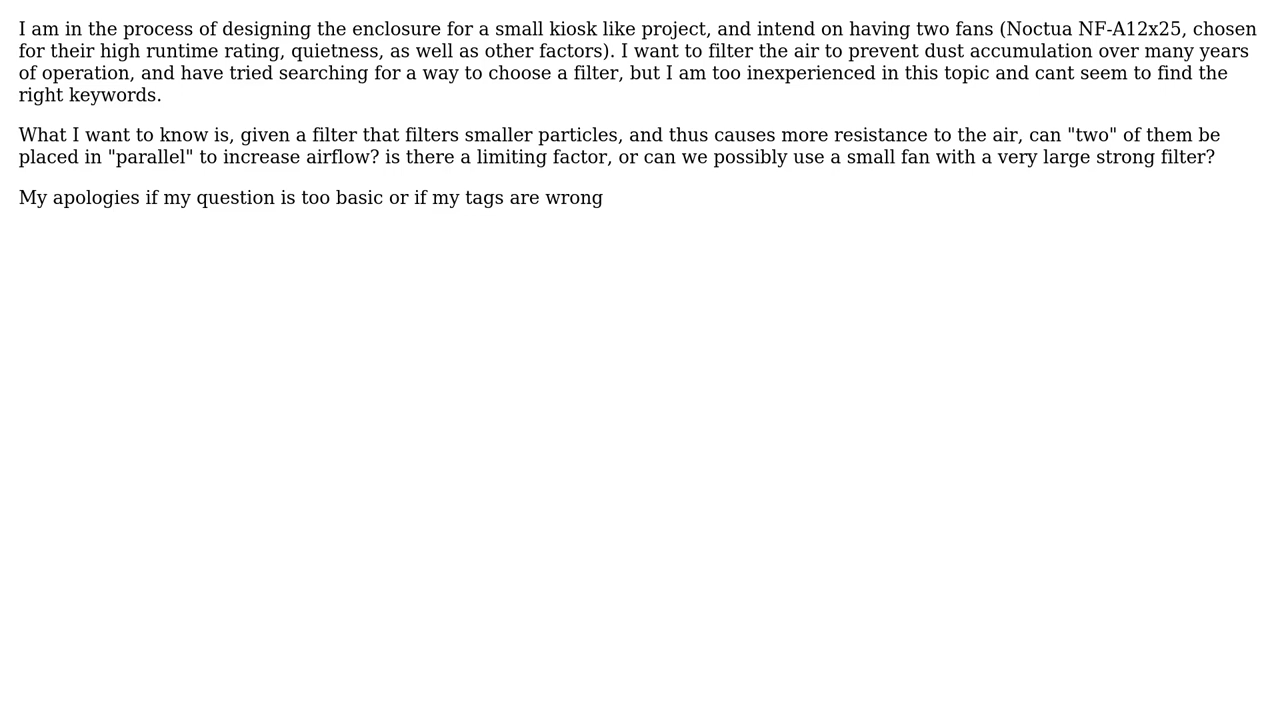 I am in the process of designing the enclosure for a small kiosk like project, and intend on having two fans (Noctua NF-A12x25, chosen
for their high runtime rating, quietness, as well as other factors). I want to filter the air to prevent dust accumulation over many years
of operation, and have tried searching for a way to choose a filter, but I am too inexperienced in this topic and cant seem to find the
right keywords.
What I want to know is, given a filter that filters smaller particles, and thus causes more resistance to the air, can "two" of them be
placed in "parallel" to increase airflow? is there a limiting factor, or can we possibly use a small fan with a very large strong filter?
My apologies if my question is too basic or if my tags are wrong